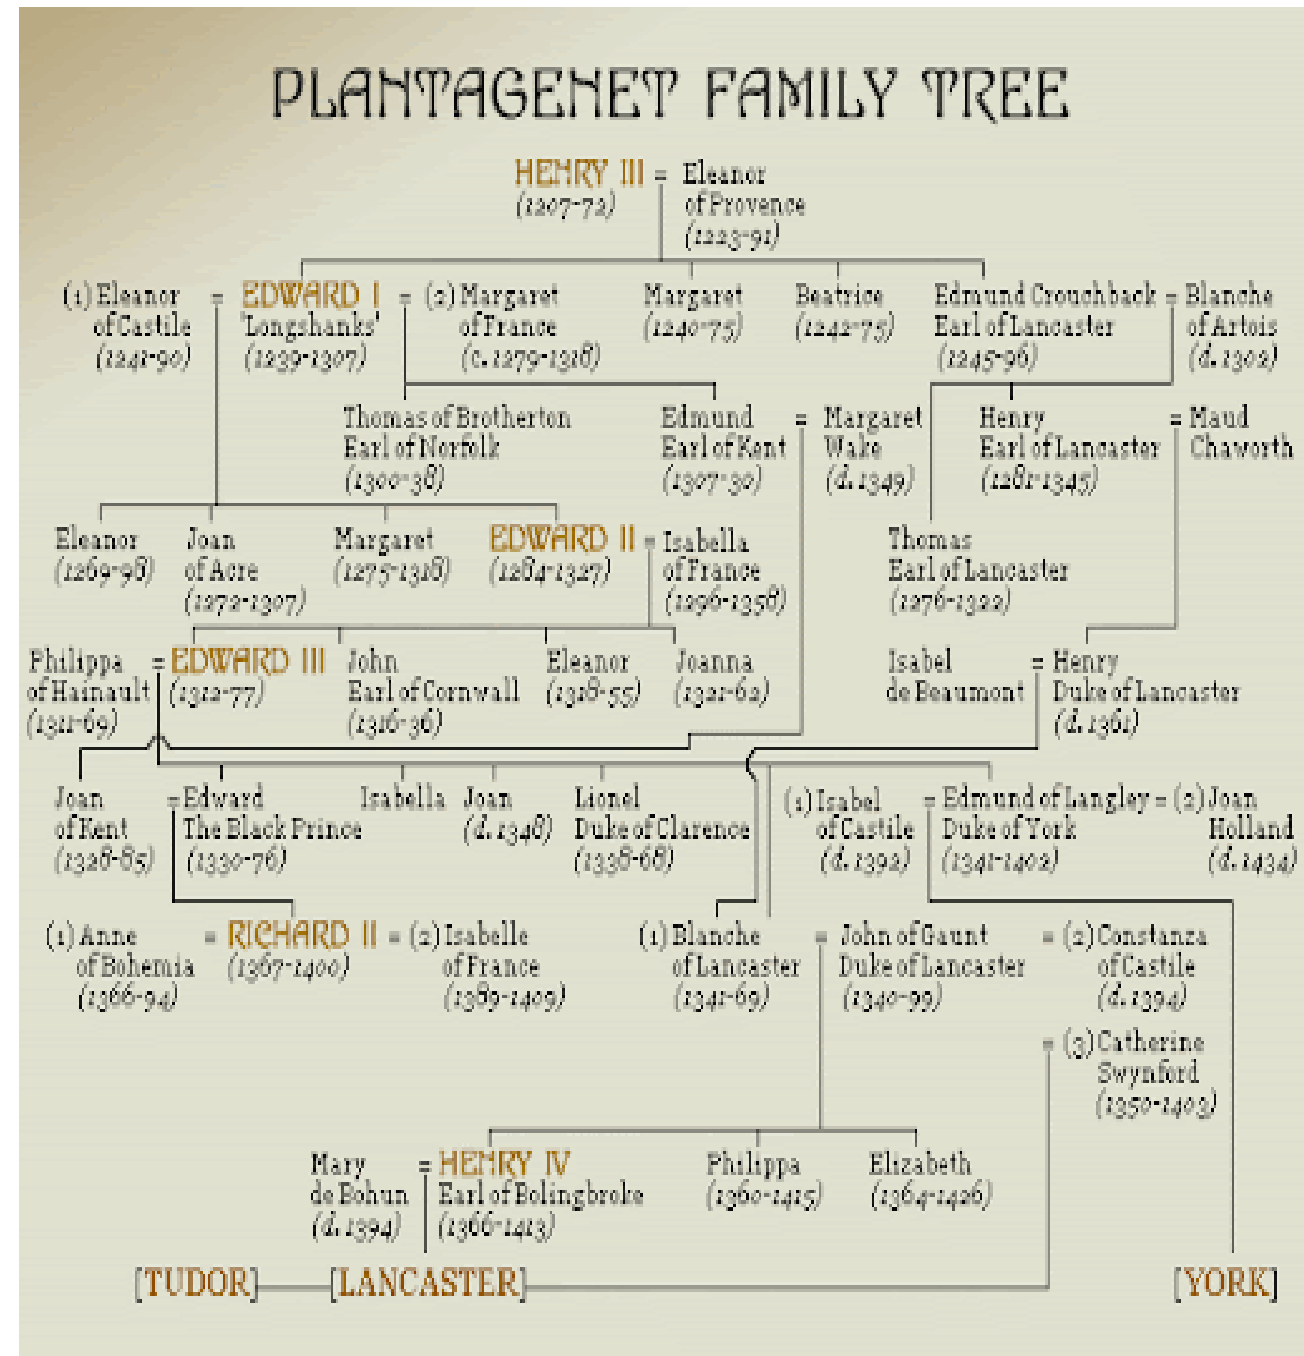 PLANTAGENET FAMILY TREE
HENRY III = Eleanor
(1207-72) of Provence
(1223-91)
(1) Eleanor = EDWARD I = (2) Margaret Margaret Beatrice Edmund Crouchback = Blanche
of Castile 'Longshanks' of France (1240-75) (1242-75) Earl of Lancaster of Artois
(1241-90) (1239-1307) (c.1279-1318) (1245-96) (d.1302)
Thomas of Brotherton Edmund = Margaret Henry = Maud
Earl of Norfolk Earl of Kent Wake Earl of Lancaster Chaworth
(1300-38) (1307-30) (d.1349) (1281-1345)
Eleanor Joan Margaret EDWARD II = Isabella Thomas
(1269-98) of Acre (1275-1318) (1284-1327) of France Earl of Lancaster
(1272-1307) (1296-1358) (1276-1322)
Philippa = EDWARD III John Eleanor Joanna Isabel = Henry
of Hainault (1312-77) Earl of Cornwall (1318-55) (1321-62) de Beaumont Duke of Lancaster
(1311-69) (1316-36) (d.1361)
Joan = Edward Isabella Joan Lionel (1) Isabel = Edmund of Langley = (2) Joan
of Kent The Black Prince (d.1348) Duke of Clarence of Castile Duke of York Holland
(1328-85) (1330-76) (1338-68) (d.1392) (1341-1402) (d.1434)
(1) Anne = RICHARD II = (2) Isabelle (1) Blanche = John of Gaunt = (2) Constanza
of Bohemia (1367-1400) of France of Lancaster Duke of Lancaster of Castile
(1366-94) (1389-1409) (1341-69) (1340-99) (d.1394)
= (3) Catherine
Swynford
(1350-1403)
Mary = HENRY IV Philippa Elizabeth
de Bohun Earl of Bolingbroke (1360-1415) (1364-1426)
(d.1394) (1366-1413)
[TUDOR] [LANCASTER] [YORK]